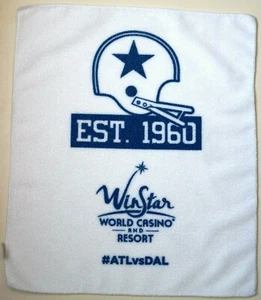 EST. 1960
WinStar
WORLD CASINO
AND
RESORT
#ATLvsDAL